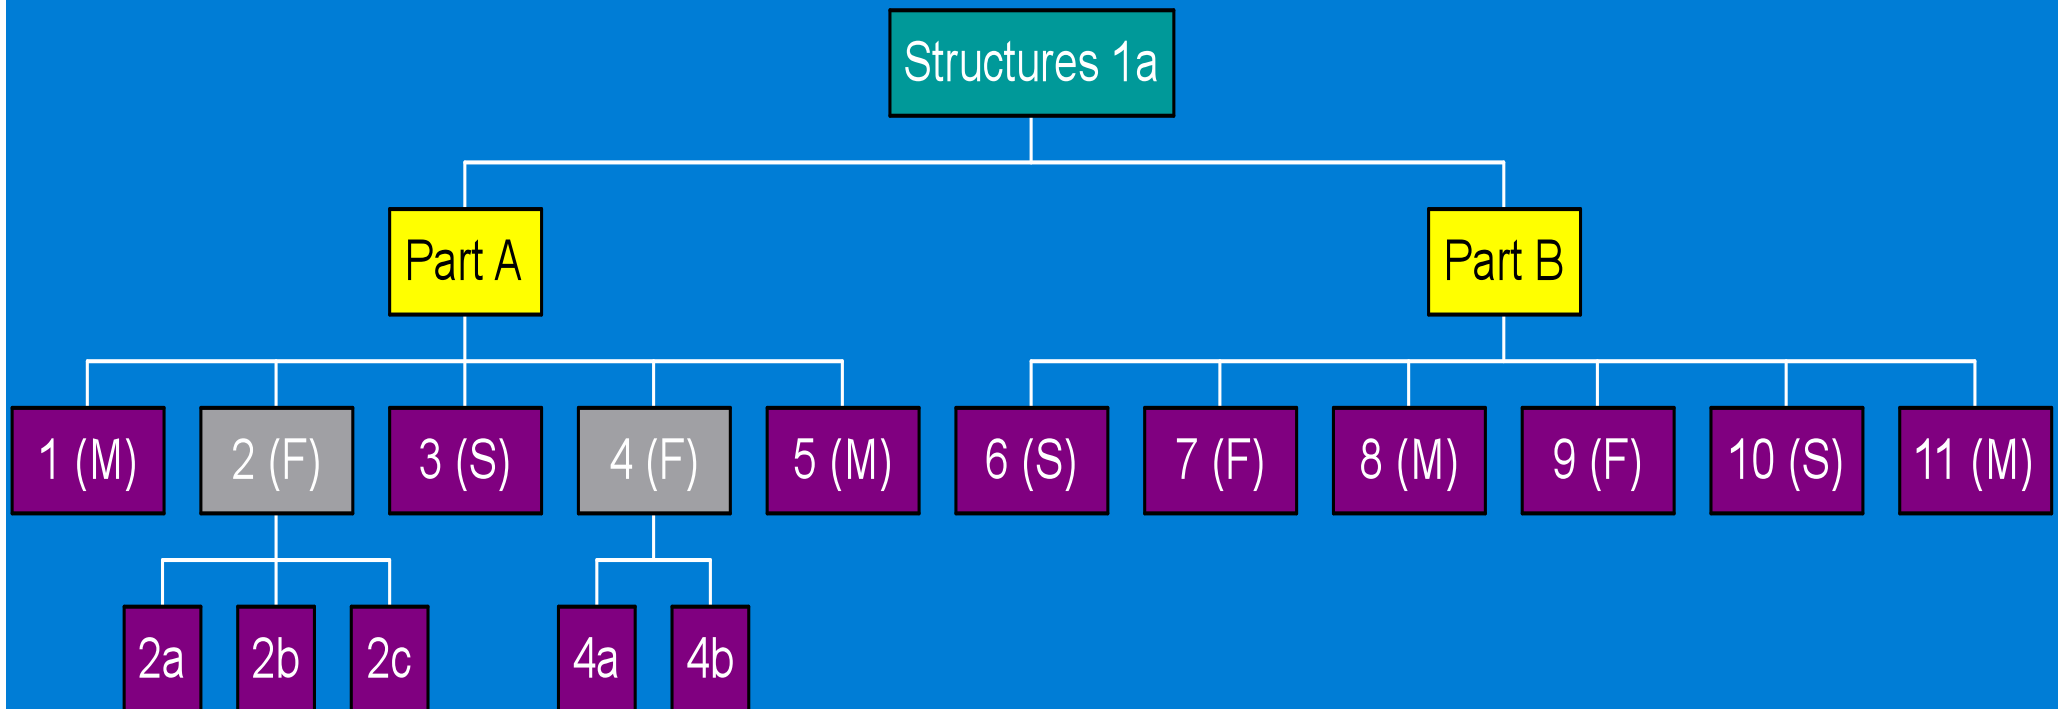 Structures 1a
Part A
Part B
1 (M)
2 (F)
3 (S)
4 (F)
5 (M)
6 (S)
7 (F)
8 (M)
9 (F)
10 (S)
11 (M)
2a
2b
2c
4a
4b